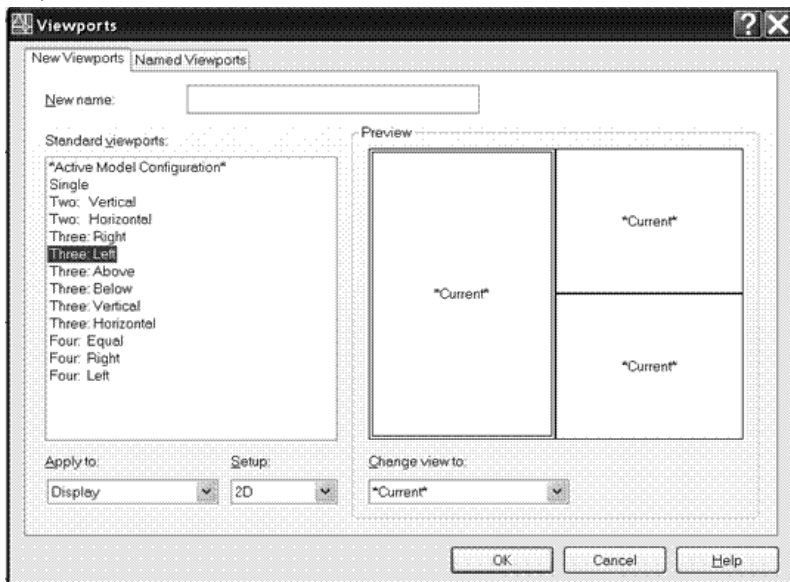 Viewports
New Viewports Named Viewports
New name:
Standard viewports:
*Active Model Configuration*
Single
Two: Vertical
Two: Horizontal
Three: Right
Three: Left
Three: Above
Three: Below
Three: Vertical
Three: Horizontal
Four: Equal
Four: Right
Four: Left
Apply to:
Display
Setup:
2D
Preview
*Current*
*Current*
*Current*
Change view to:
*Current*
OK Cancel Help